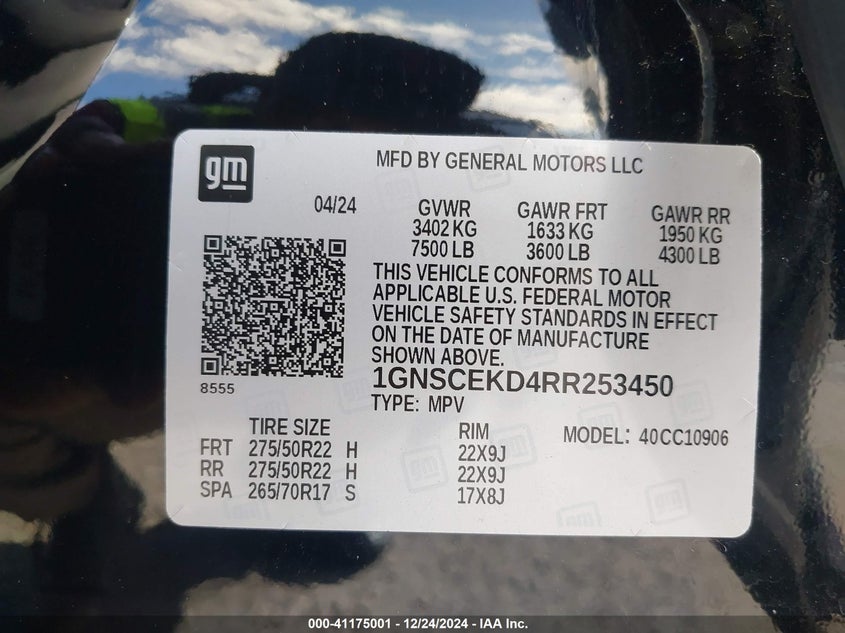 gm
MFD BY GENERAL MOTORS LLC
04/24
GVWR
3402 KG
7500 LB
GAWR FRT
1633 KG
3600 LB
GAWR RR
1950 KG
4300 LB
THIS VEHICLE CONFORMS TO ALL
APPLICABLE U.S. FEDERAL MOTOR
VEHICLE SAFETY STANDARDS IN EFFECT
ON THE DATE OF MANUFACTURE
SHOWN ABOVE.
8555
1GNSCEKD4RR253450
TYPE: MPV
TIRE SIZE
RIM
MODEL: 40CC10906
FRT 275/50R22 H 22X9J
RR 275/50R22 H 22X9J
SPA 265/70R17 S 17X8J
000-41175001 - 12/24/2024 - IAA Inc.